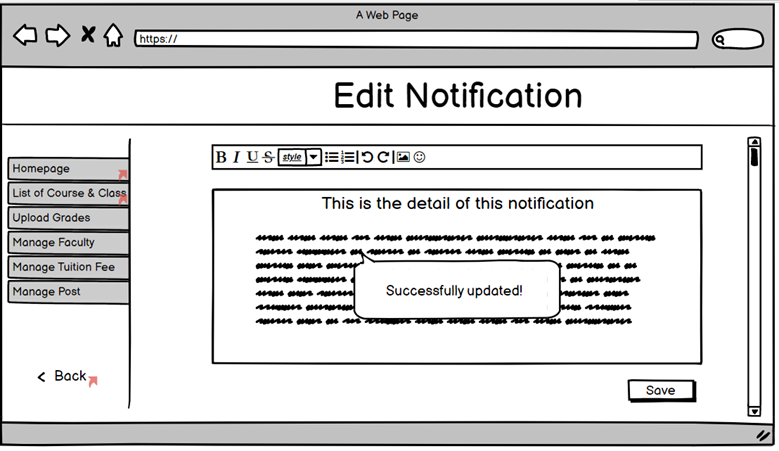 A Web Page
https://
Edit Notification
B I U S style
Homepage
List of Course & Class
Upload Grades
Manage Faculty
Manage Tuition Fee
Manage Post
< Back
This is the detail of this notification
Successfully updated!
Save